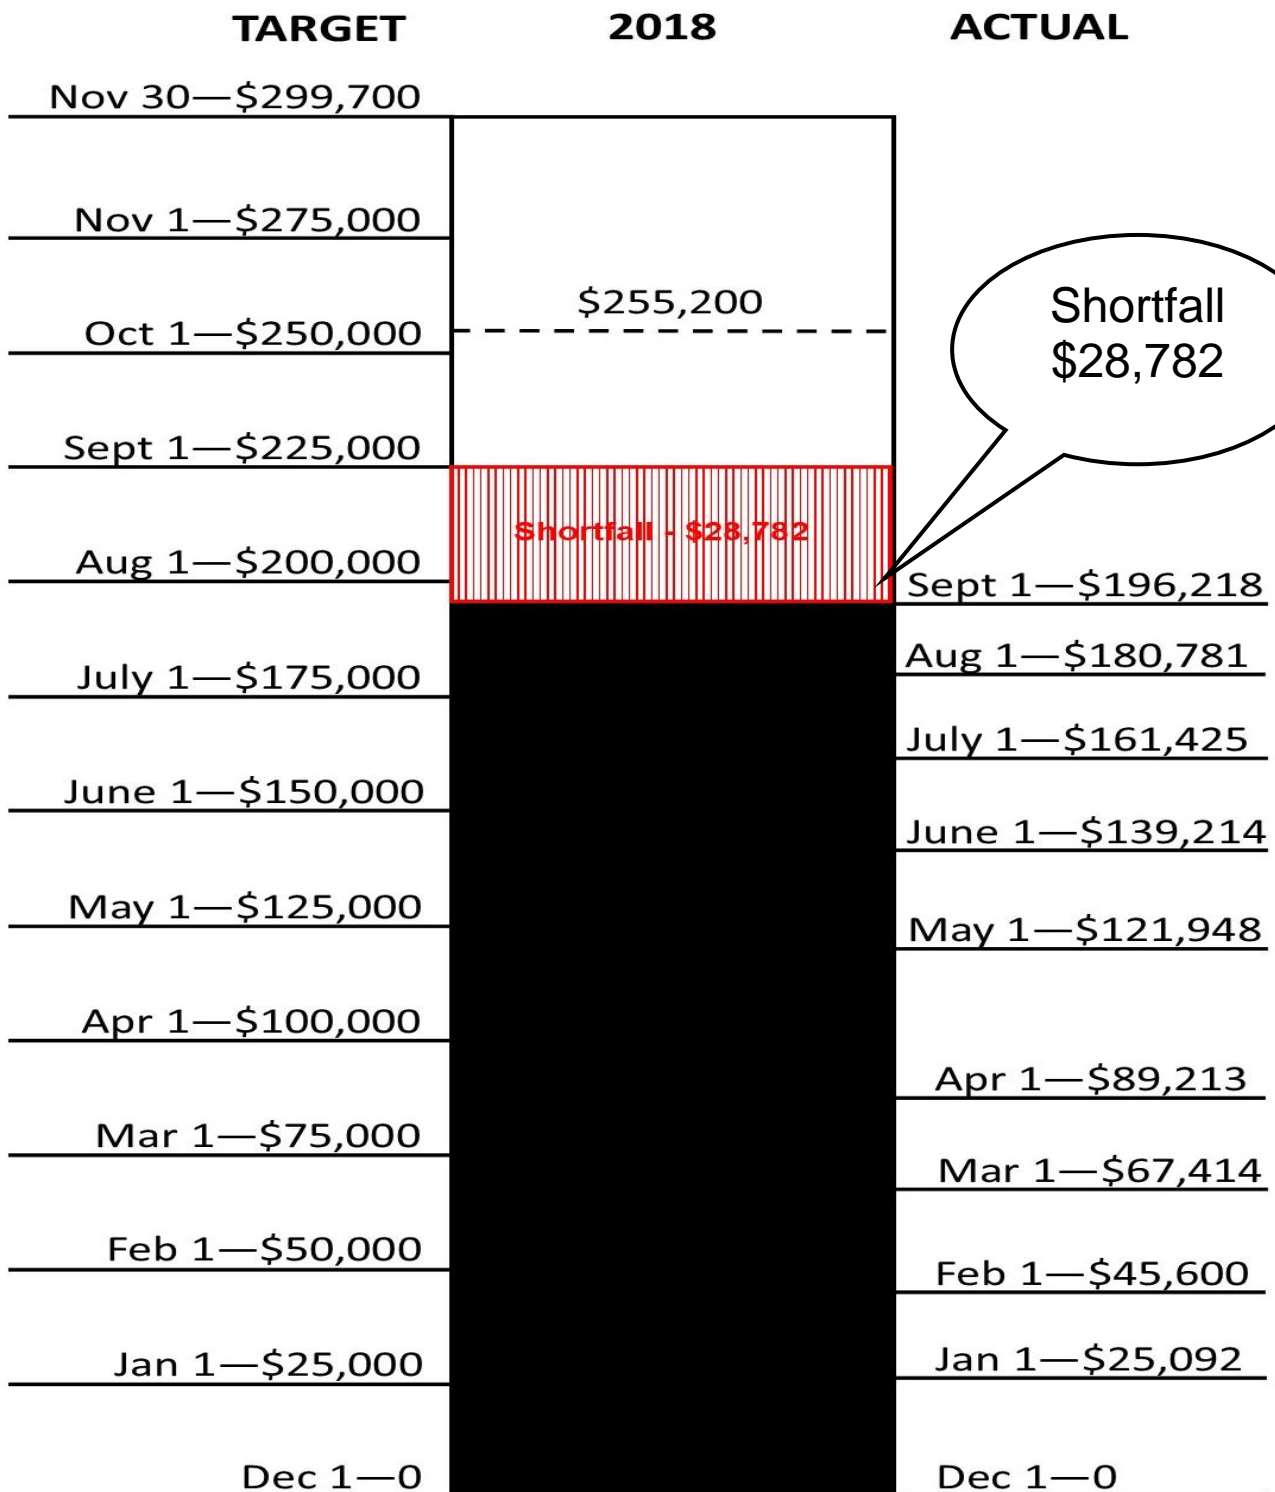 TARGET 2018 ACTUAL
Nov 30—$299,700
Nov 1—$275,000
$255,200
Oct 1—$250,000
Shortfall
$28,782
Sept 1—$225,000
Shortfall - $28,782
Aug 1—$200,000
Sept 1—$196,218
Aug 1—$180,781
July 1—$175,000
July 1—$161,425
June 1—$150,000
June 1—$139,214
May 1—$125,000
May 1—$121,948
Apr 1—$100,000
Apr 1—$89,213
Mar 1—$75,000
Mar 1—$67,414
Feb 1—$50,000
Feb 1—$45,600
Jan 1—$25,000
Jan 1—$25,092
Dec 1—0
Dec 1—0